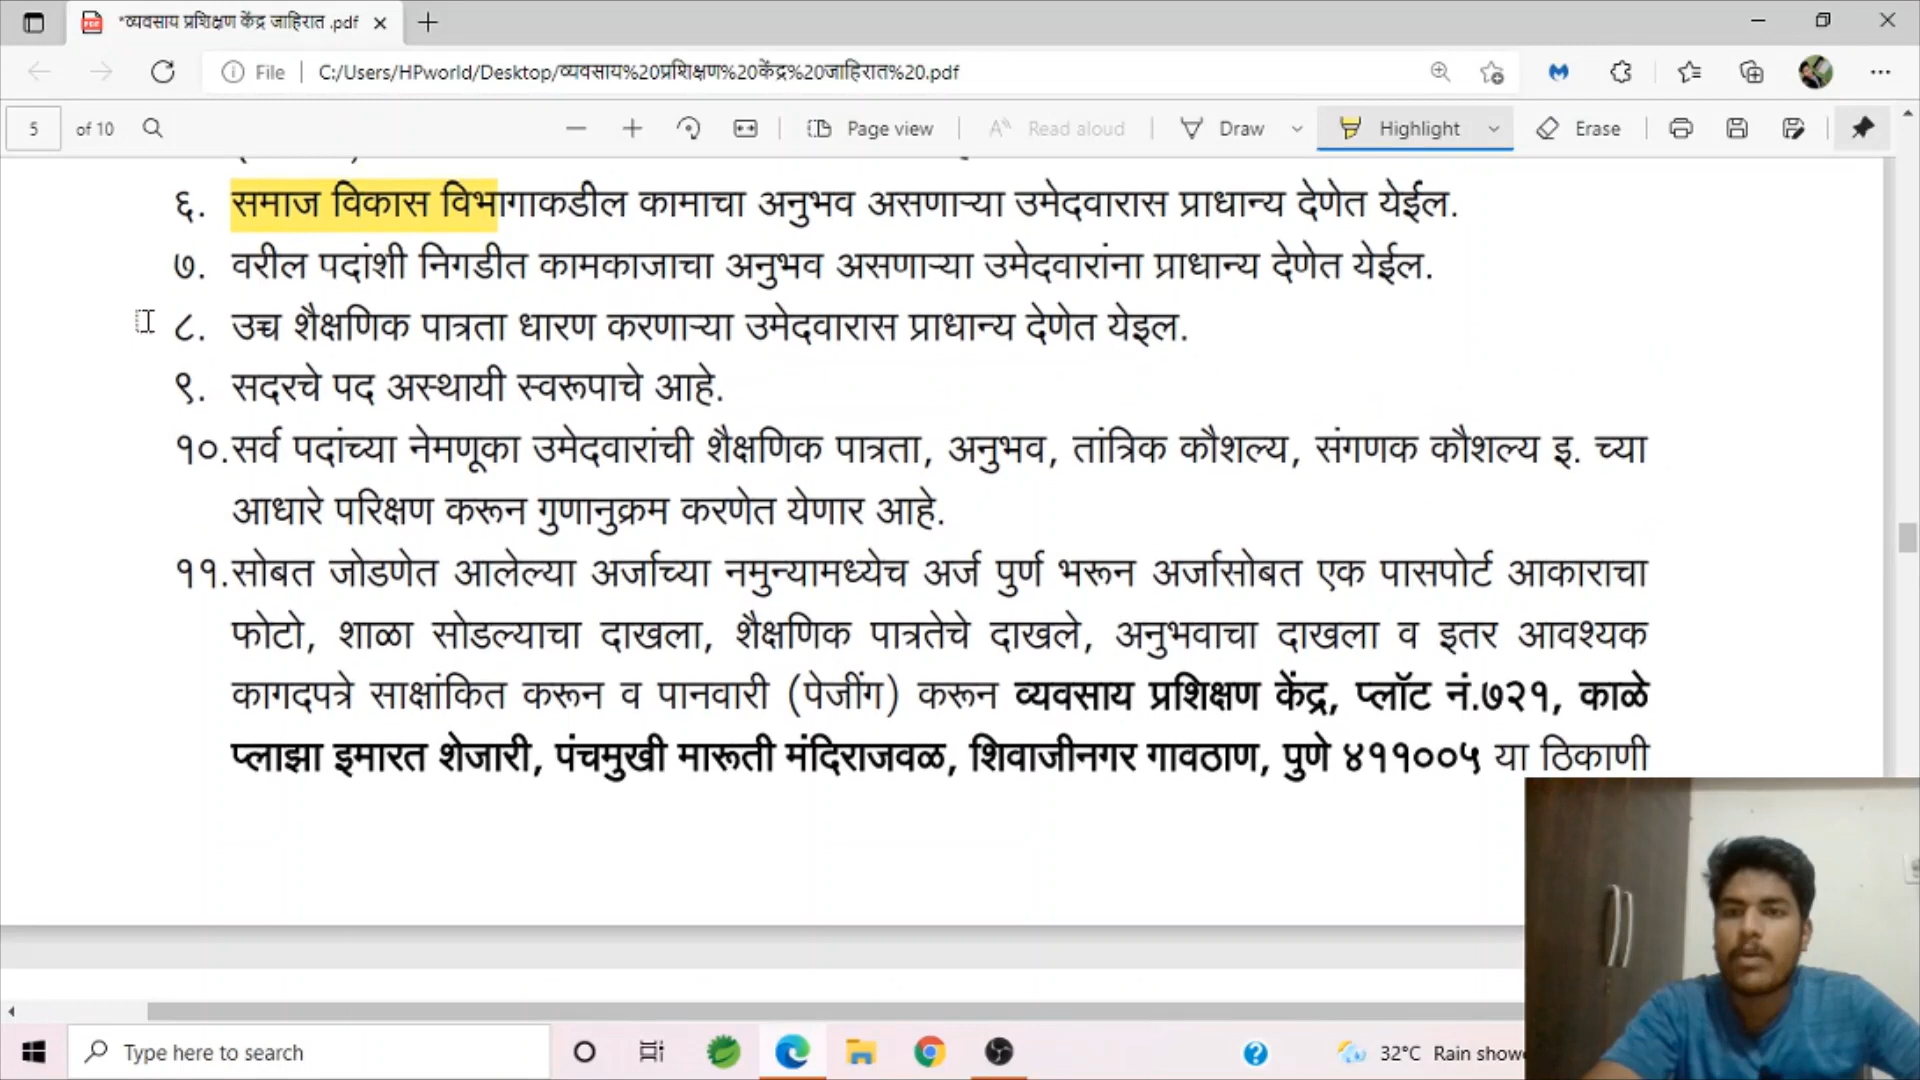 *व्यवसाय प्रशिक्षण केंद्र जाहिरात .pdf
File C:/Users/HPworld/Desktop/व्यवसाय%20प्रशिक्षण%20केंद्र%20जाहिरात%20.pdf
5 of 10 Page view Read aloud Draw Highlight Erase
६. समाज विकास विभागाकडील कामाचा अनुभव असणाऱ्या उमेदवारास प्राधान्य देणेत येईल.
७. वरील पदांशी निगडीत कामकाजाचा अनुभव असणाऱ्या उमेदवारांना प्राधान्य देणेत येईल.
८. उच्च शैक्षणिक पात्रता धारण करणाऱ्या उमेदवारास प्राधान्य देणेत येइल.
९. सदरचे पद अस्थायी स्वरूपाचे आहे.
१०. सर्व पदांच्या नेमणूका उमेदवारांची शैक्षणिक पात्रता, अनुभव, तांत्रिक कौशल्य, संगणक कौशल्य इ. च्या
आधारे परिक्षण करून गुणानुक्रम करणेत येणार आहे.
११. सोबत जोडणेत आलेल्या अर्जाच्या नमुन्यामध्येच अर्ज पुर्ण भरून अर्जासोबत एक पासपोर्ट आकाराचा
फोटो, शाळा सोडल्याचा दाखला, शैक्षणिक पात्रतेचे दाखले, अनुभवाचा दाखला व इतर आवश्यक
कागदपत्रे साक्षांकित करून व पानवारी (पेजींग) करून व्यवसाय प्रशिक्षण केंद्र, प्लॉट नं.७२१, काळे
प्लाझा इमारत शेजारी, पंचमुखी मारूती मंदिराजवळ, शिवाजीनगर गावठाण, पुणे ४११००५ या ठिकाणी
Type here to search 32°C Rain